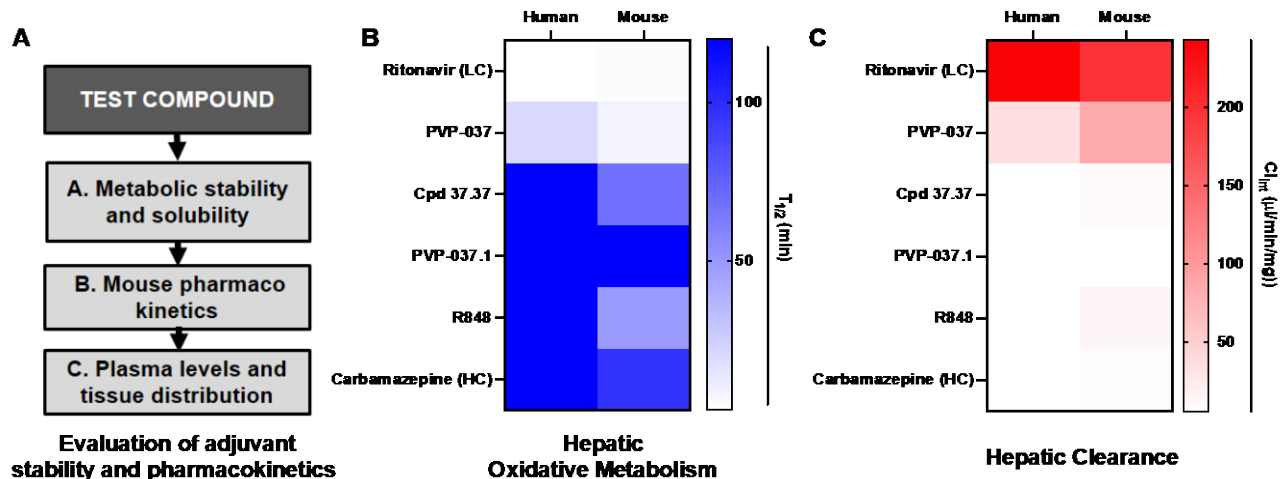 A
TEST COMPOUND
A. Metabolic stability
and solubility
B. Mouse pharmaco
kinetics
C. Plasma levels and
tissue distribution
Evaluation of adjuvant
stability and pharmacokinetics
B
Human
Mouse
Ritonavir (LC)
PVP-037
Cpd 37.37
PVP-037.1
R848
Carbamazepine (HC)
100
50
T1/2 (min)
Hepatic
Oxidative Metabolism
C
Human
Mouse
Ritonavir (LC)
PVP-037
Cpd 37.37
PVP-037.1
R848
Carbamazepine (HC)
200
150
100
50
Clint (µl/min/mg))
Hepatic Clearance